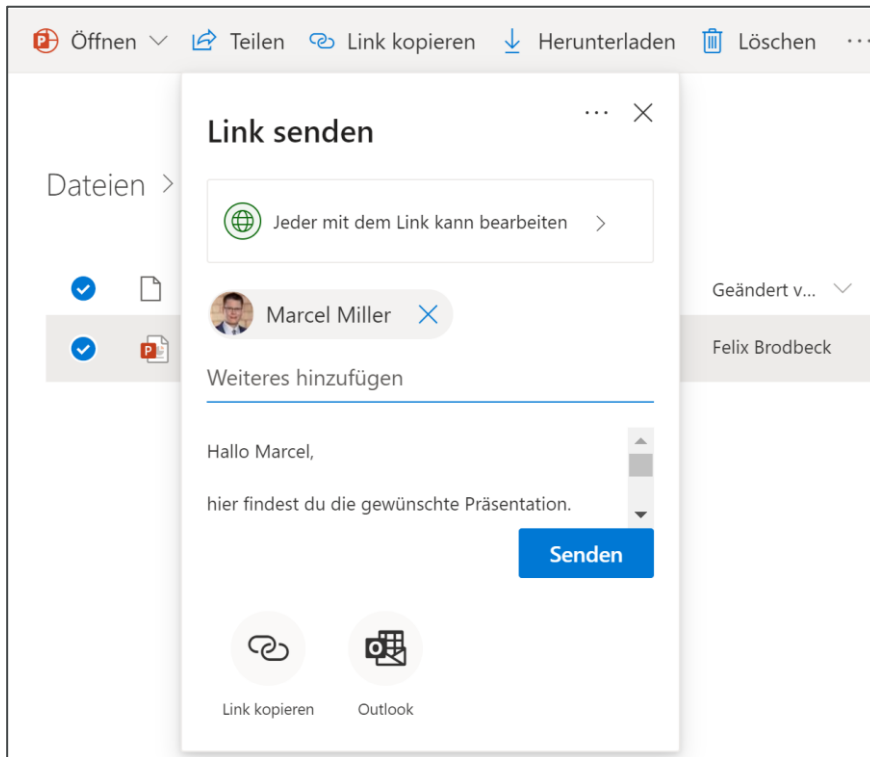 Öffnen Teilen Link kopieren Herunterladen Löschen ...
Link senden
Dateien >
Jeder mit dem Link kann bearbeiten
Geändert v...
Marcel Miller
Felix Brodbeck
Weiteres hinzufügen
Hallo Marcel,
hier findest du die gewünschte Präsentation.
Senden
Link kopieren Outlook